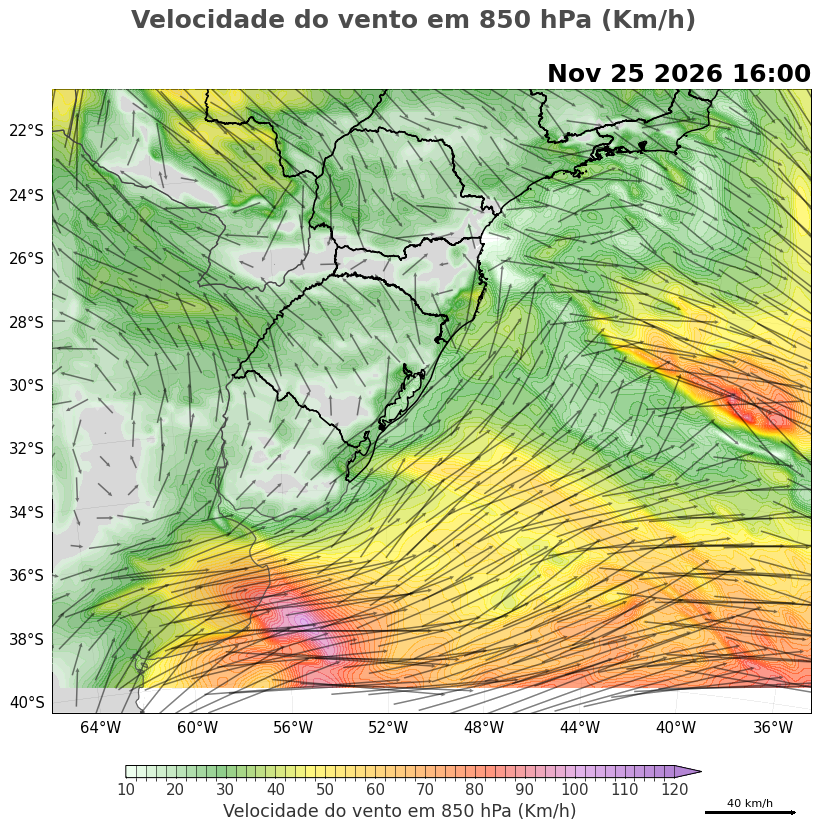 Velocidade do vento em 850 hPa (Km/h)
Nov 25 2026 16:00
22°S
24°S
26°S
28°S
30°S
32°S
34°S
36°S
38°S
40°S
64°W 60°W 56°W 52°W 48°W 44°W 40°W 36°W
10 20 30 40 50 60 70 80 90 100 110 120
Velocidade do vento em 850 hPa (Km/h)
40 km/h